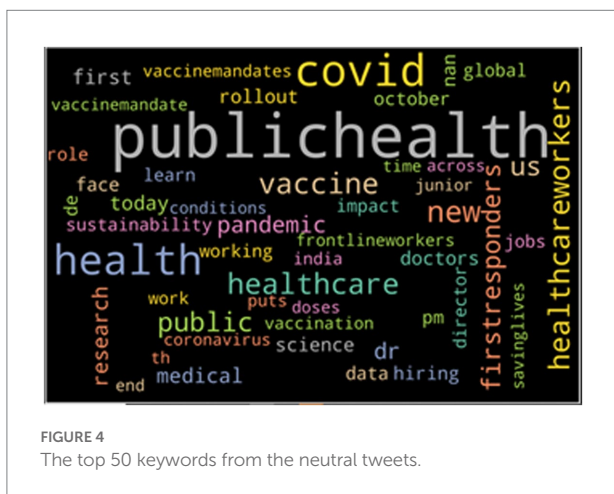 first vaccinemandates covid nan global
vaccinemandate rollout october
publichealth
role learn time across us
face vaccine junior
de today conditions impact new
sustainability pandemic
health working frontlineworkers jobs
india doctors
healthcare
work puts doses
public vaccination pm
coronavirus science
th dr
end medical data hiring
research
director
firstresponders
savinglives
healthcareworkers
FIGURE 4
The top 50 keywords from the neutral tweets.